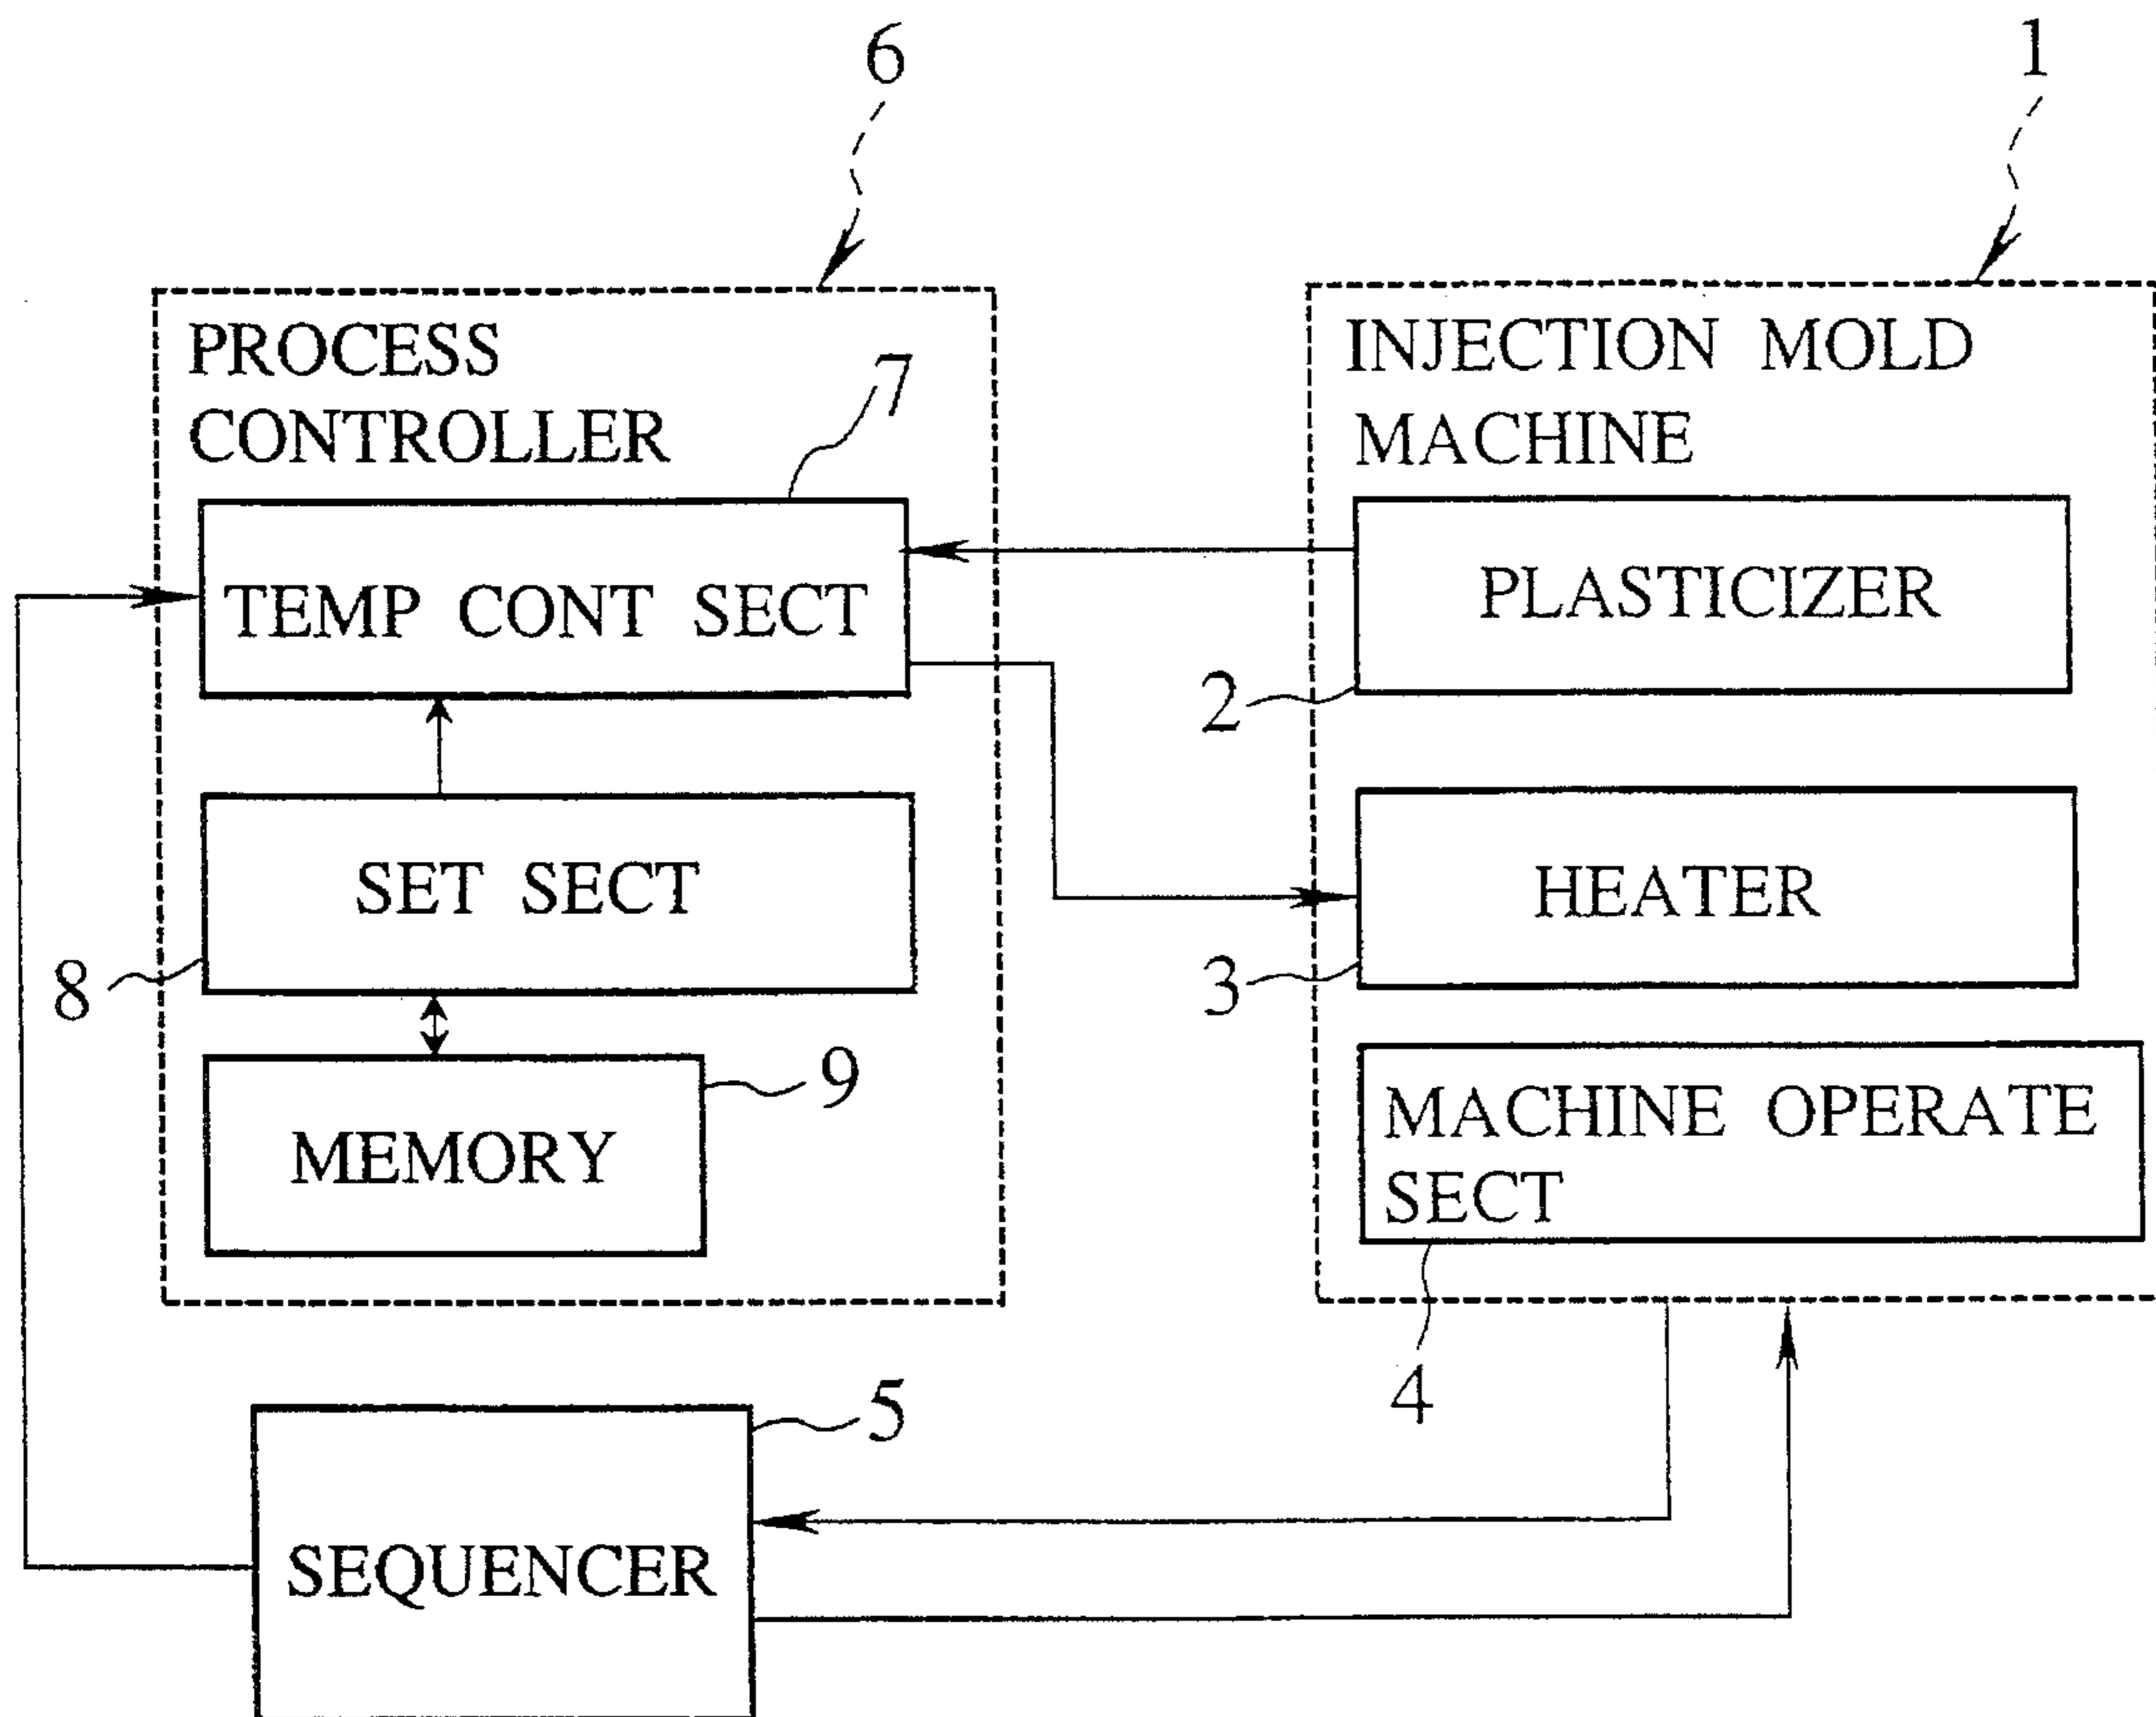 6
1
PROCESS
CONTROLLER
7
TEMP CONT SECT
8
SET SECT
9
MEMORY
INJECTION MOLD
MACHINE
PLASTICIZER
2
HEATER
3
MACHINE OPERATE
SECT
4
5
SEQUENCER